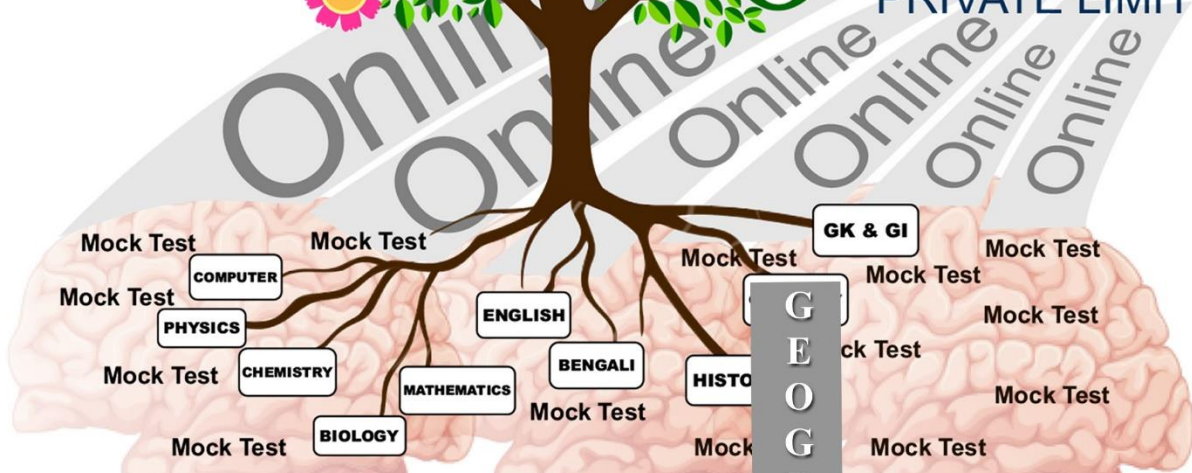 PRIVATE LIMIT
Onlin
Online
Online
Online
Online
Online
GK & GI
Mock Test
Mock Test
Mock Test
Mock Test
COMPUTER
Mock Test
Mock Test
PHYSICS
ENGLISH
Mock Test
G
E
O
G
ck Test
BENGALI
Mock Test
CHEMISTRY
HISTO
MATHEMATICS
Mock Test
Mock Test
BIOLOGY
Mock Test
Mock
Mock Test